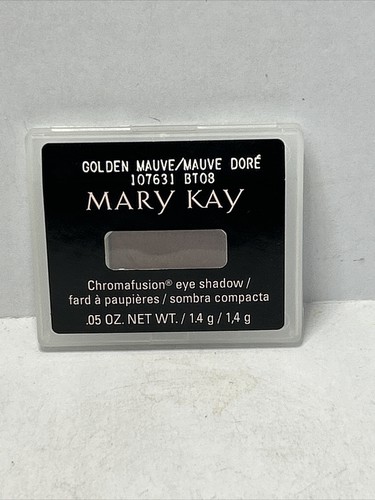 GOLDEN MAUVE/MAUVE DORÉ
107631 BT08
MARY KAY
Chromafusion® eye shadow /
fard à paupières / sombra compacta
.05 OZ. NET WT. / 1.4 g / 1,4 g